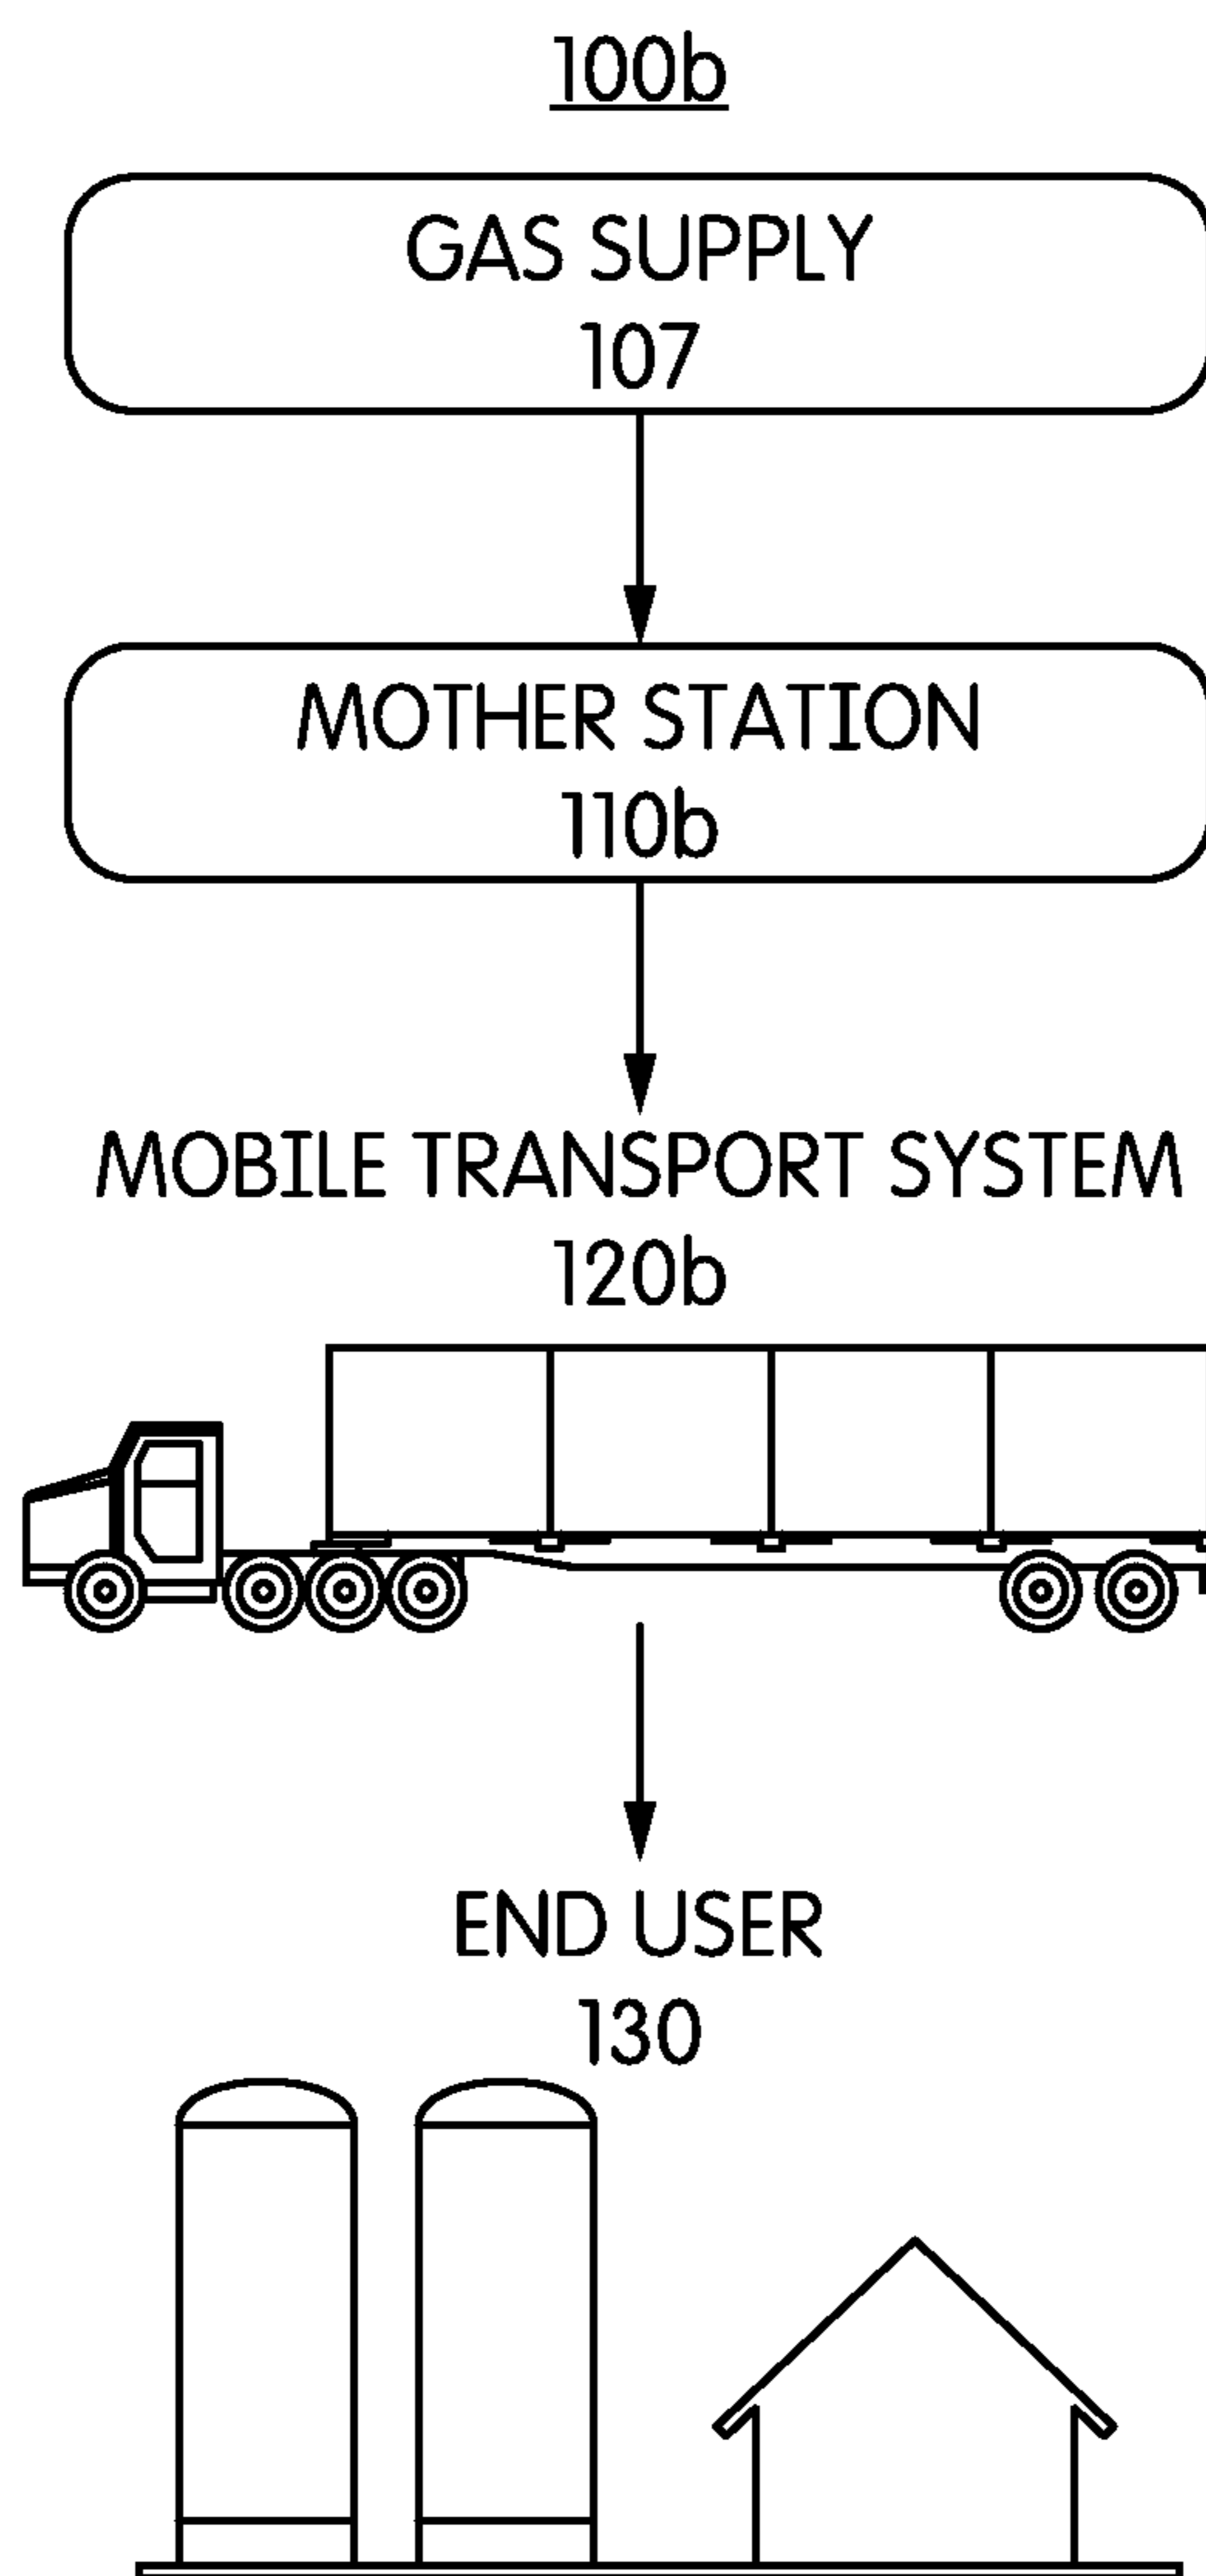 100b
GAS SUPPLY
107
MOTHER STATION
110b
MOBILE TRANSPORT SYSTEM
120b
END USER
130